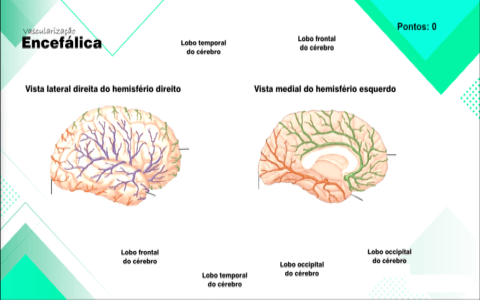 Vascularização
Encefálica
Pontos: 0
Lobo temporal
do cérebro
Lobo frontal
do cérebro
Vista lateral direita do hemisfério direito
Vista medial do hemisfério esquerdo
Lobo frontal
do cérebro
Lobo temporal
do cérebro
Lobo occipital
do cérebro
Lobo occipital
do cérebro